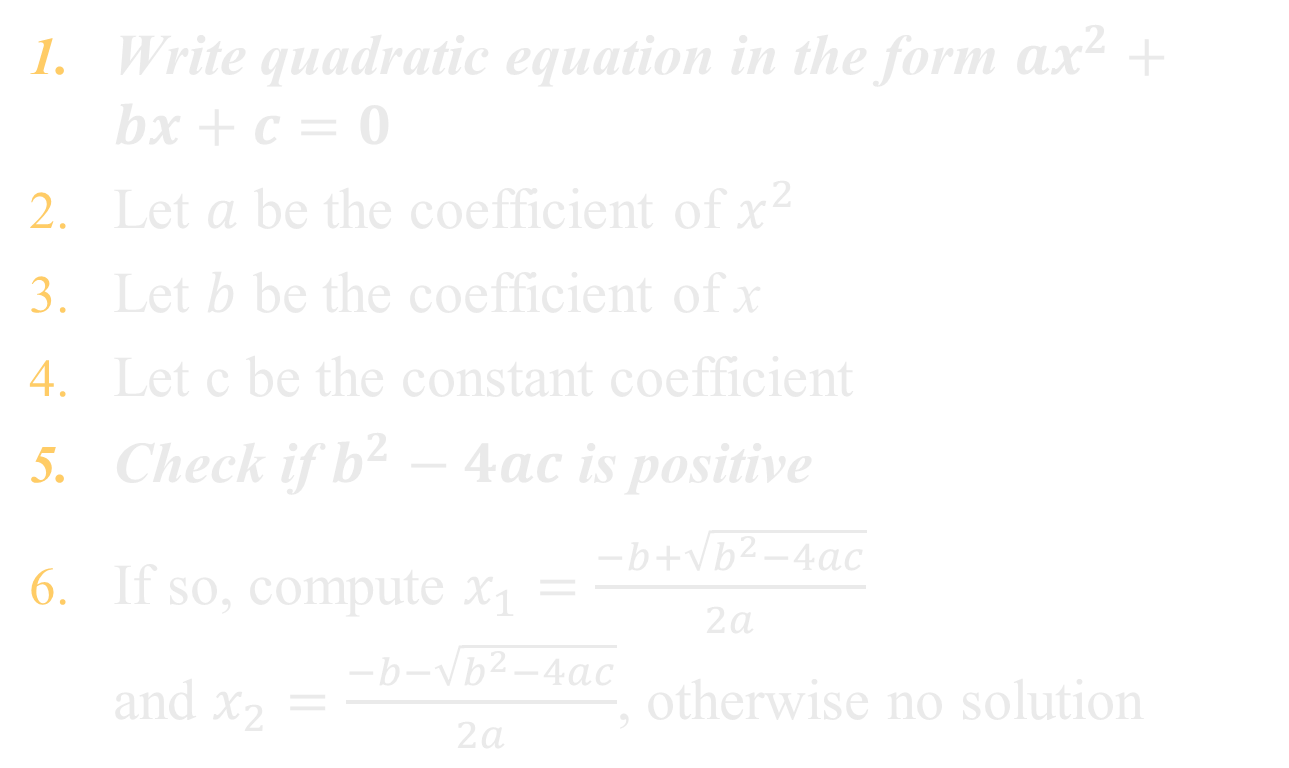 1. Write quadratic equation in the form ax² +
bx + c = 0
2. Let a be the coefficient of x²
3. Let b be the coefficient of x
4. Let c be the constant coefficient
5. Check if b² − 4ac is positive
6. If so, compute x₁ = (−b+√(b²−4ac))/(2a)
and x₂ = (−b−√(b²−4ac))/(2a), otherwise no solution